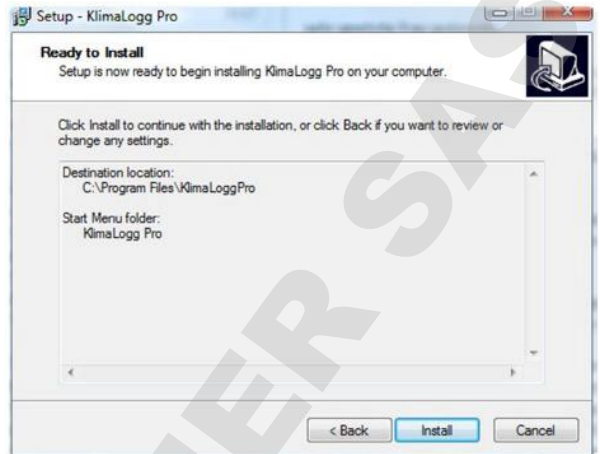 Setup - KlimaLogg Pro
Ready to Install
Setup is now ready to begin installing KlimaLogg Pro on your computer.
Click Install to continue with the installation, or click Back if you want to review or
change any settings.
Destination location:
C:\Program Files\KlimaLoggPro
Start Menu folder:
KlimaLogg Pro
< Back
Install
Cancel